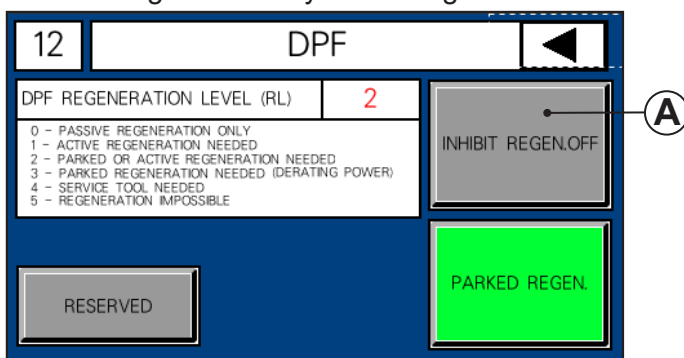 12
DPF
DPF REGENERATION LEVEL (RL)
2
0 - PASSIVE REGENERATION ONLY
1 - ACTIVE REGENERATION NEEDED
2 - PARKED OR ACTIVE REGENERATION NEEDED
3 - PARKED REGENERATION NEEDED (DERATING POWER)
4 - SERVICE TOOL NEEDED
5 - REGENERATION IMPOSSIBLE
INHIBIT REGEN.OFF
A
PARKED REGEN.
RESERVED